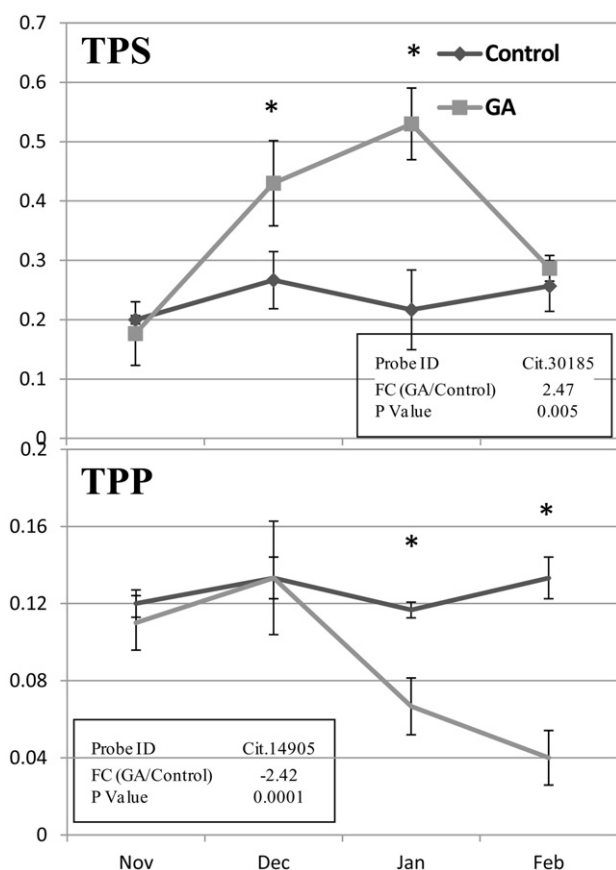 0.7
TPS
*
Control
0.6
*
GA
0.5
0.4
0.3
0.2
Probe ID Cit.30185
0.1
FC (GA/Control) 2.47
P Value 0.005
0
0.2
TPP
*
0.16
*
0.12
0.08
Probe ID Cit.14905
0.04
FC (GA/Control) -2.42
P Value 0.0001
0
Nov Dec Jan Feb